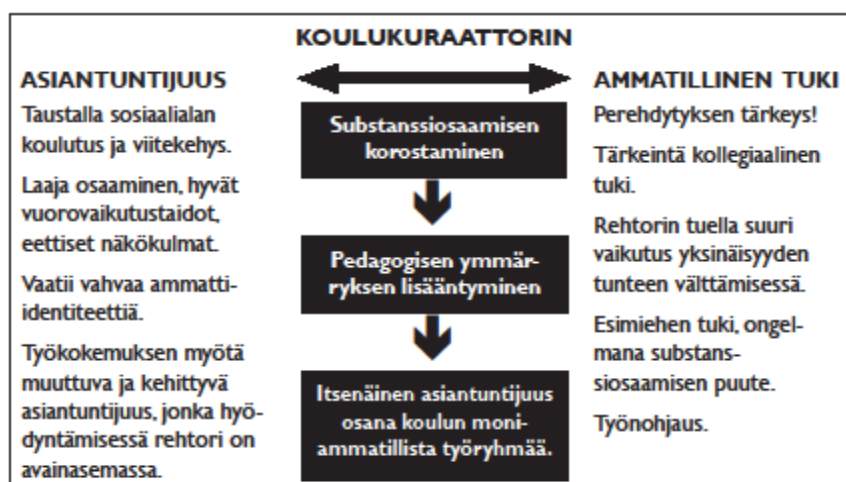 KOULUKURAATTORIN
ASIANTUNTIJUUS
Taustalla sosiaalialan
koulutus ja viitekehys.
Laaja osaaminen, hyvät
vuorovaikutustaidot,
eettiset näkökulmat.
Vaatii vahvaa ammatti-
identiteettiä.
Työkokemuksen myötä
muuttuva ja kehittyvä
asiantuntijuus, jonka hyö-
dyntämisessä rehtori on
avainasemassa.
Substanssiosaamisen
korostaminen
Pedagogisen ymmär-
ryksen lisääntyminen
Itsenäinen asiantuntijuus
osana koulun moni-
ammatillista työryhmää.
AMMATILLINEN TUKI
Perehdytyksen tärkeys!
Tärkeintä kollegiaalinen
tuki.
Rehtorin tuella suuri
vaikutus yksinäisyyden
tunteen välttämisessä.
Esimiehen tuki, ongel-
mana substans-
siosaamisen puute.
Työnohjaus.